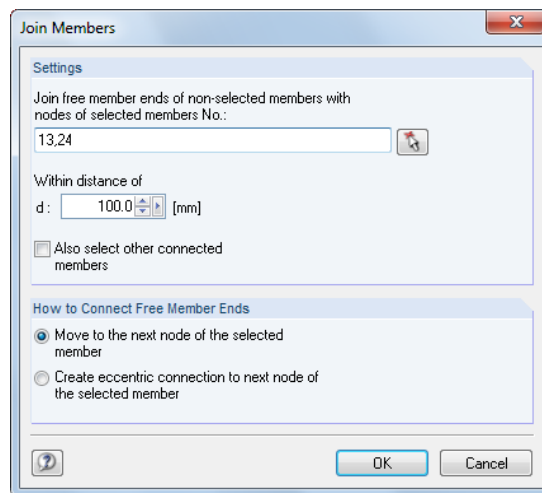 Join Members
Settings
Join free member ends of non-selected members with
nodes of selected members No.:
13,24
Within distance of
d : 100.0 [mm]
Also select other connected
members
How to Connect Free Member Ends
Move to the next node of the selected
member
Create eccentric connection to next node of
the selected member
OK Cancel